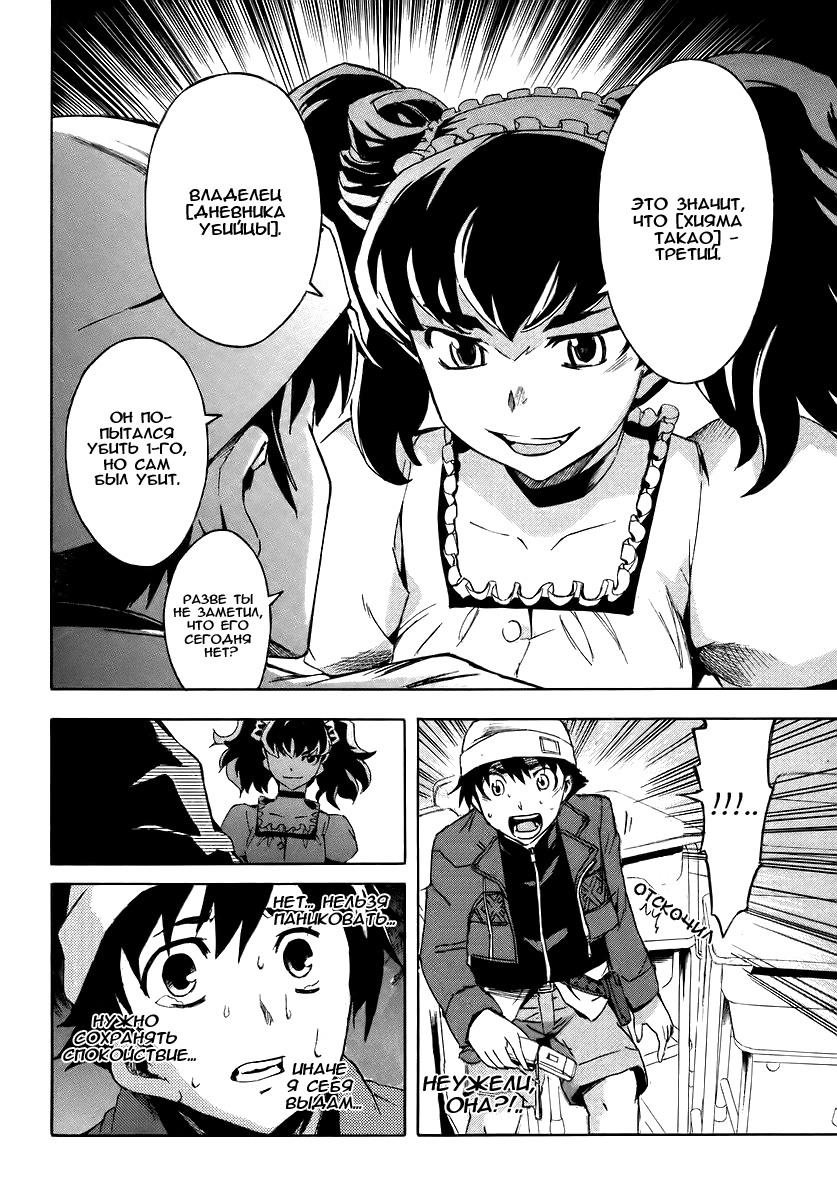 ЭТО ЗНАЧИТ,
ЧТО [ХИЯМА
ТАКАО] -
ТРЕТИЙ.
ВЛАДЕЛЕЦ
[ДНЕВНИКА
УБИЙЦЫ].
ОН ПО-
ПЫТАЛСЯ
УБИТЬ 1-ГО,
НО САМ
БЫЛ УБИТ.
РАЗВЕ ТЫ
НЕ ЗАМЕТИЛ,
ЧТО ЕГО
СЕГОДНЯ
НЕТ?
!!!..
ОТСКОЧИЛ
НЕУЖЕЛИ,
ОНА?!..
НЕТ... НЕЛЬЗЯ
ПАНИКОВАТЬ...
НУЖНО
СОХРАНЯТЬ
СПОКОЙСТВИЕ...
ИНАЧЕ
Я СЕБЯ
ВЫДАМ...